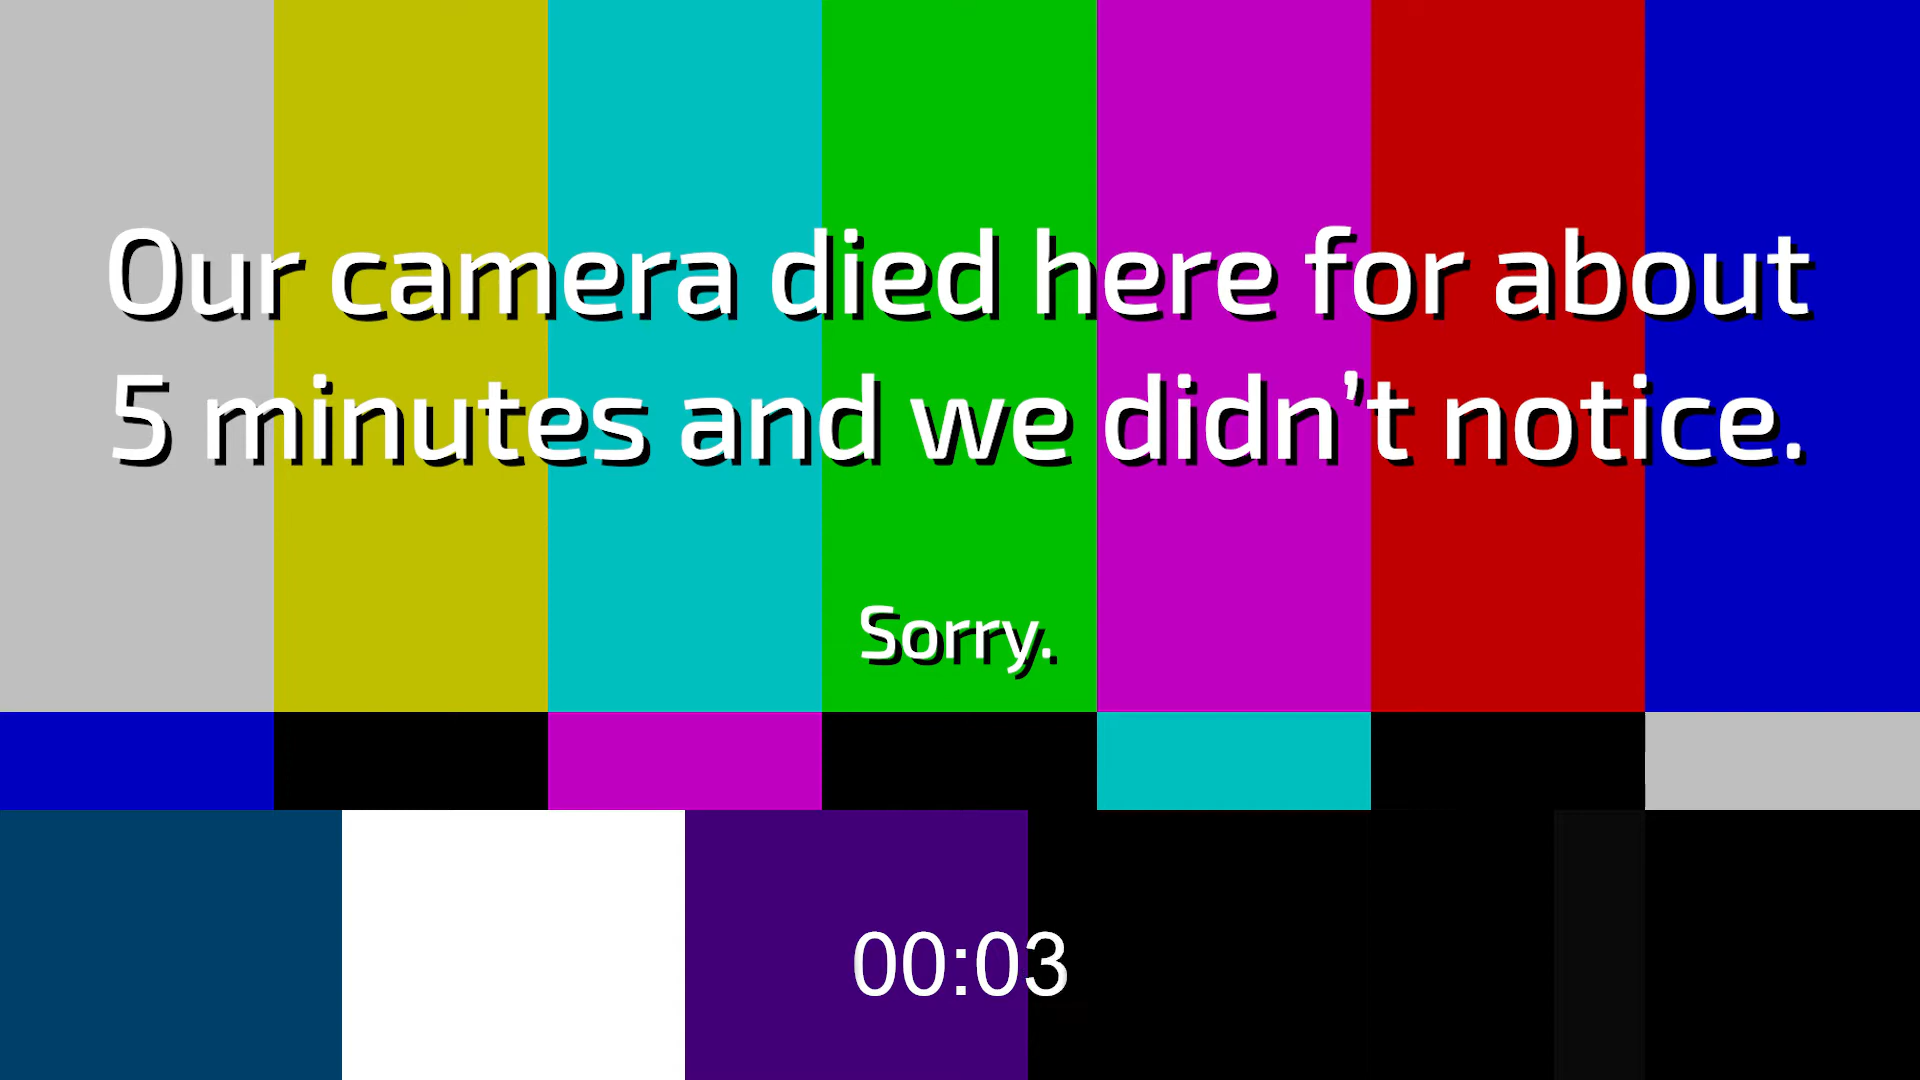 Our camera died here for about
5 minutes and we didn’t notice.
Sorry.
00:03